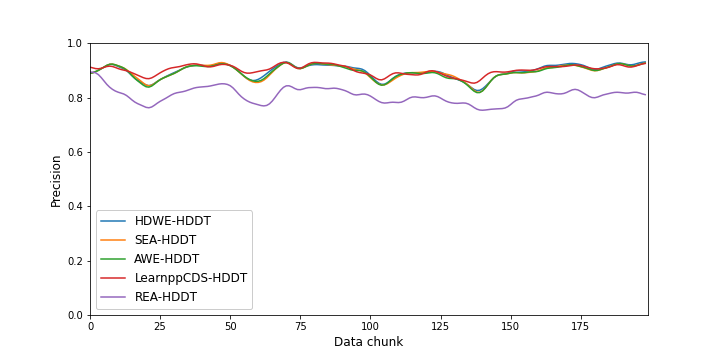 1.0
0.8
0.6
0.4
0.2
0.0
Precision
HDWE-HDDT
SEA-HDDT
AWE-HDDT
LearnppCDS-HDDT
REA-HDDT
0 25 50 75 100 125 150 175
Data chunk